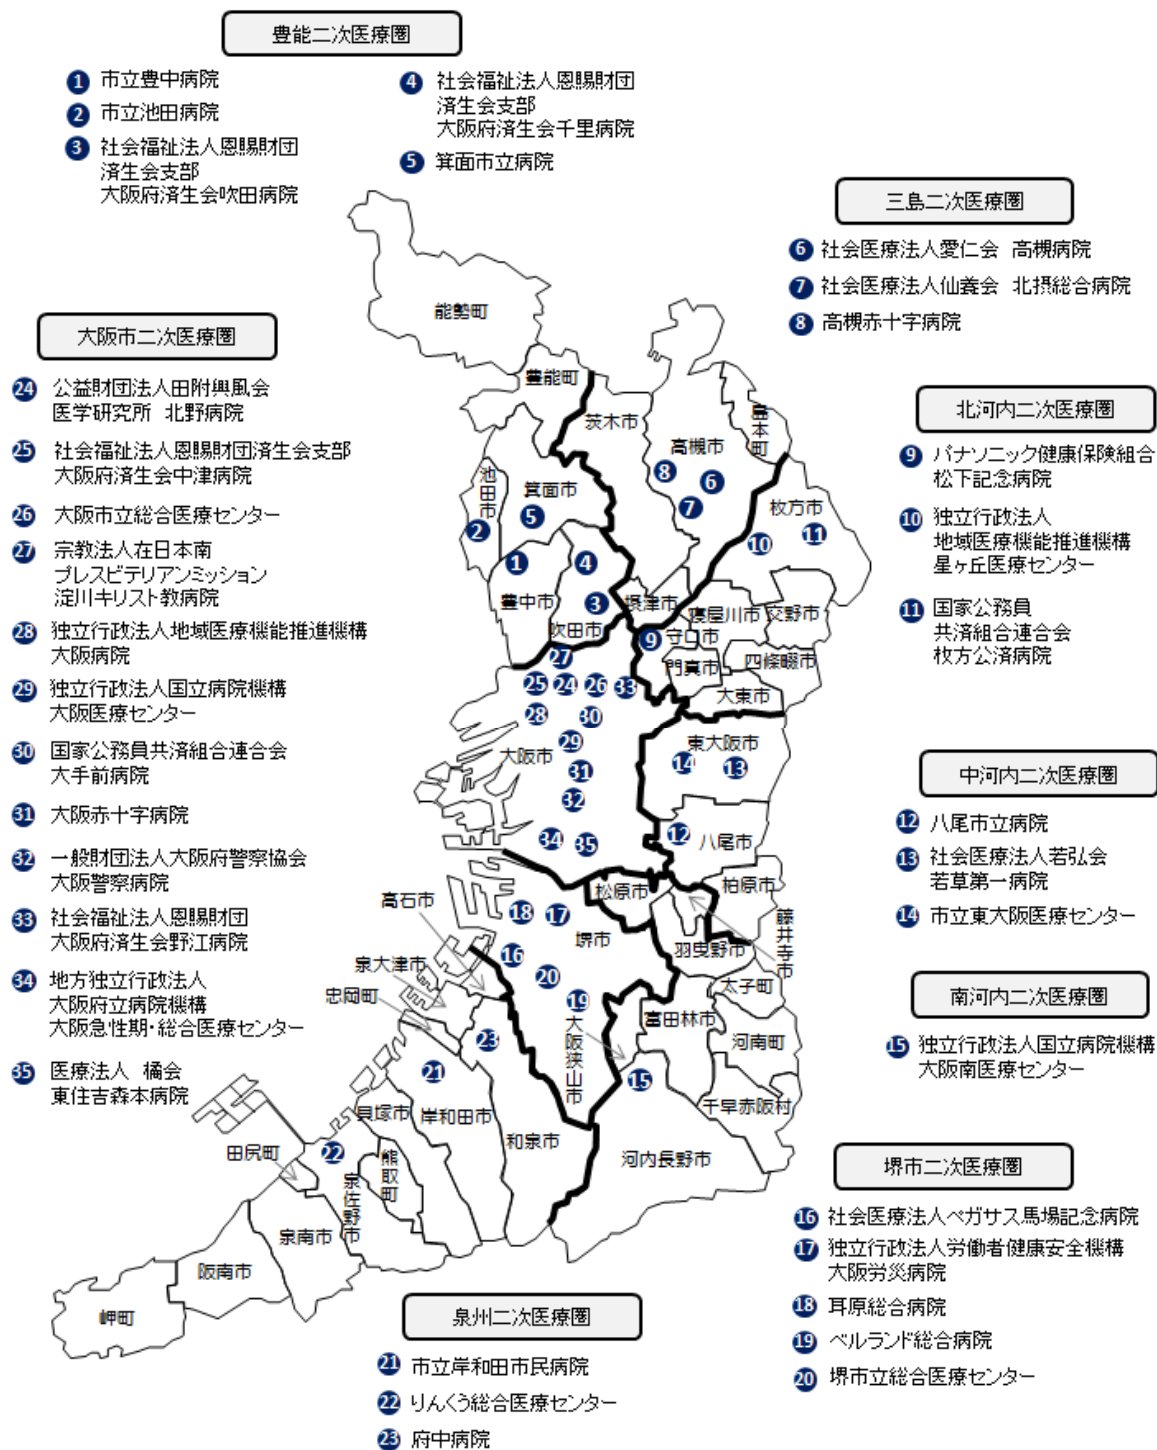 豊能二次医療圏
1 市立豊中病院
2 市立池田病院
3 社会福祉法人恩賜財団
済生会支部
大阪府済生会吹田病院
4 社会福祉法人恩賜財団
済生会支部
大阪府済生会千里病院
5 箕面市立病院
三島二次医療圏
6 社会医療法人愛仁会 高槻病院
7 社会医療法人仙養会 北摂総合病院
8 高槻赤十字病院
大阪市二次医療圏
24 公益財団法人田附興風会
医学研究所 北野病院
25 社会福祉法人恩賜財団済生会支部
大阪府済生会中津病院
26 大阪市立総合医療センター
27 宗教法人在日本南
プレスビテリアンミッション
淀川キリスト教病院
28 独立行政法人地域医療機能推進機構
大阪病院
29 独立行政法人国立病院機構
大阪医療センター
30 国家公務員共済組合連合会
大手前病院
31 大阪赤十字病院
32 一般財団法人大阪府警察協会
大阪警察病院
33 社会福祉法人恩賜財団
大阪府済生会野江病院
34 地方独立行政法人
大阪府立病院機構
大阪急性期・総合医療センター
35 医療法人 橘会
東住吉森本病院
北河内二次医療圏
9 パナソニック健康保険組合
松下記念病院
10 独立行政法人
地域医療機能推進機構
星ヶ丘医療センター
11 国家公務員
共済組合連合会
枚方公済病院
中河内二次医療圏
12 八尾市立病院
13 社会医療法人若弘会
若草第一病院
14 市立東大阪医療センター
南河内二次医療圏
15 独立行政法人国立病院機構
大阪南医療センター
堺市二次医療圏
16 社会医療法人ペガサス馬場記念病院
17 独立行政法人労働者健康安全機構
大阪労災病院
18 耳原総合病院
19 ベルランド総合病院
20 堺市立総合医療センター
泉州二次医療圏
21 市立岸和田市民病院
22 りんくう総合医療センター
23 府中病院
能勢町
豊能町
茨木市
高槻市
島本町
池田市
箕面市
枚方市
8
6
7
2
5
10
11
1
4
豊中市
3
摂津市
寝屋川市
交野市
吹田市
9
守口市
27
門真市
四條畷市
25
24
26
33
大東市
28
30
29
大阪市
東大阪市
31
14
13
32
34
35
12
八尾市
松原市
柏原市
高石市
18
17
堺市
羽曳野市
藤井寺市
泉大津市
16
20
太子町
忠岡町
19
富田林市
大阪狭山市
河南町
23
21
15
千早赤阪村
貝塚市
岸和田市
和泉市
河内長野市
田尻町
22
熊取町
泉佐野市
泉南市
阪南市
岬町